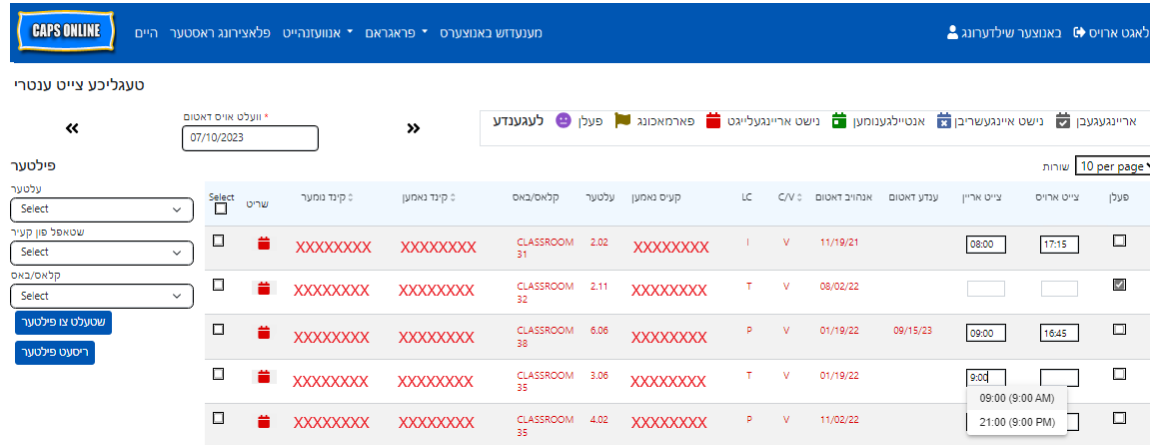 CAPS ONLINE
היים
פלאצירונג ראסטער
אנוועזנהייט
פראגראם
מענעדזש באנוצערס
באנוצער שילדערונג
לאגט ארויס
טעגליכע צייט ענטרי
* וועלט אויס דאטום
07/10/2023
לעגענדע
פעלן
פארמאכונג
נישט אריינגעלייגט
אנטיילגענומען
נישט איינגעשריבן
אריינגעגעבן
פילטער
10 per page שורות
עלטער
Select
שטאפל פון קעיר
Select
קלאס/באס
Select
שטעלט צו פילטער
ריסעט פילטער
Select שריט קינד נומער קינד נאמען קלאס/באס עלטער קעיס נאמען LC C/V אנהויב דאטום ענדע דאטום צייט אריין צייט ארויס פעלן
XXXXXXXX XXXXXXXX CLASSROOM 31 2.02 XXXXXXXX I V 11/19/21 08:00 17:15
XXXXXXXX XXXXXXXX CLASSROOM 32 2.11 XXXXXXXX T V 08/02/22
XXXXXXXX XXXXXXXX CLASSROOM 38 6.06 XXXXXXXX P V 01/19/22 09/15/23 09:00 16:45
XXXXXXXX XXXXXXXX CLASSROOM 35 3.06 XXXXXXXX T V 01/19/22 9:00
09:00 (9:00 AM)
21:00 (9:00 PM)
XXXXXXXX XXXXXXXX CLASSROOM 35 4.02 XXXXXXXX P V 11/02/22